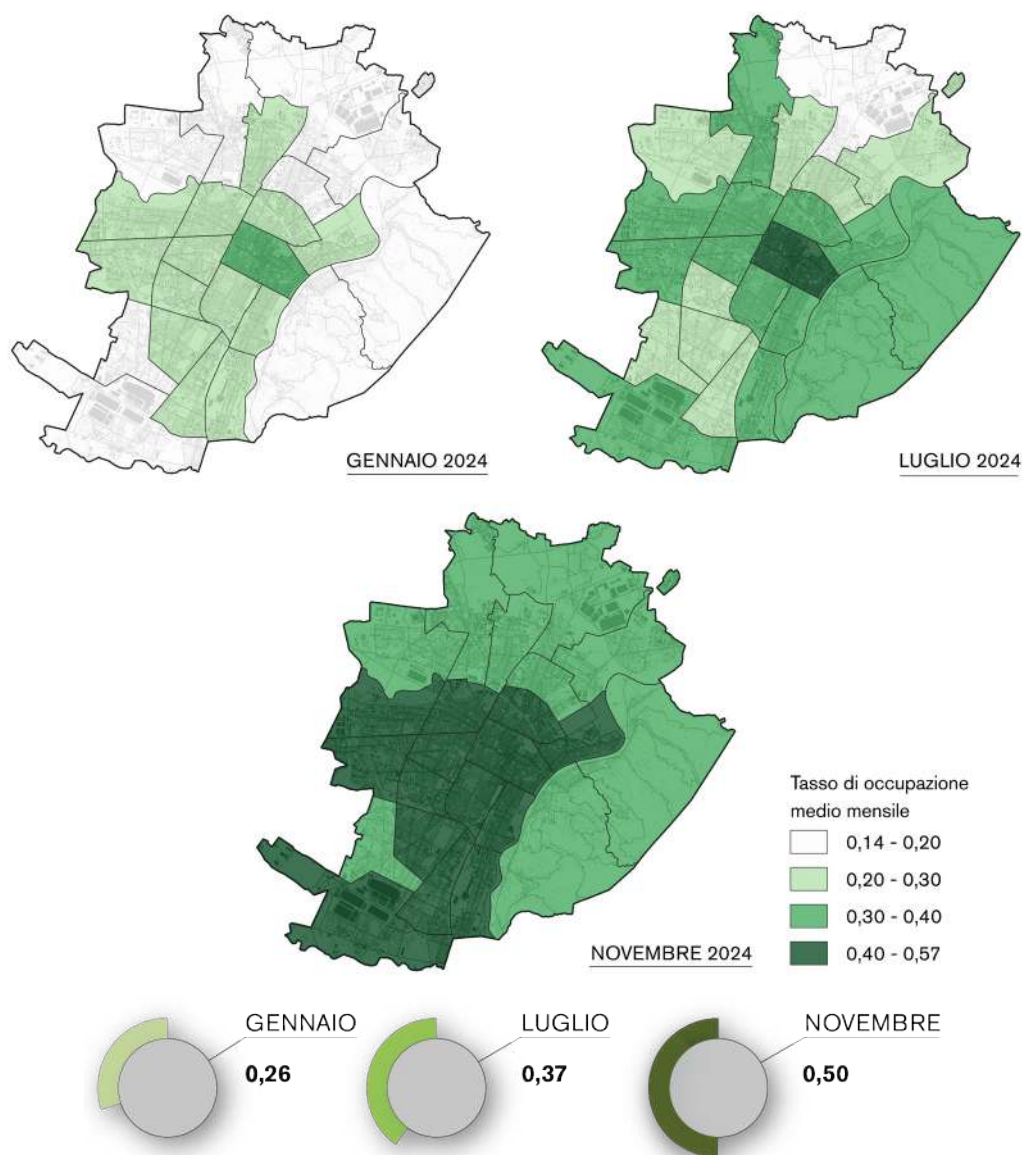 GENNAIO 2024
LUGLIO 2024
Tasso di occupazione
medio mensile
0,14 - 0,20
0,20 - 0,30
0,30 - 0,40
0,40 - 0,57
NOVEMBRE 2024
GENNAIO
0,26
LUGLIO
0,37
NOVEMBRE
0,50